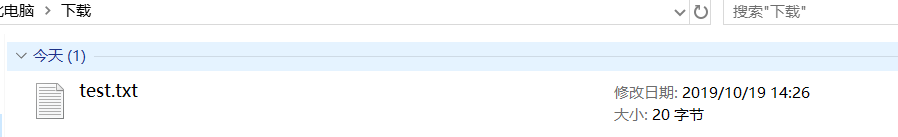 电脑 > 下载
搜索"下载"
今天 (1)
test.txt
修改日期: 2019/10/19 14:26
大小: 20 字节